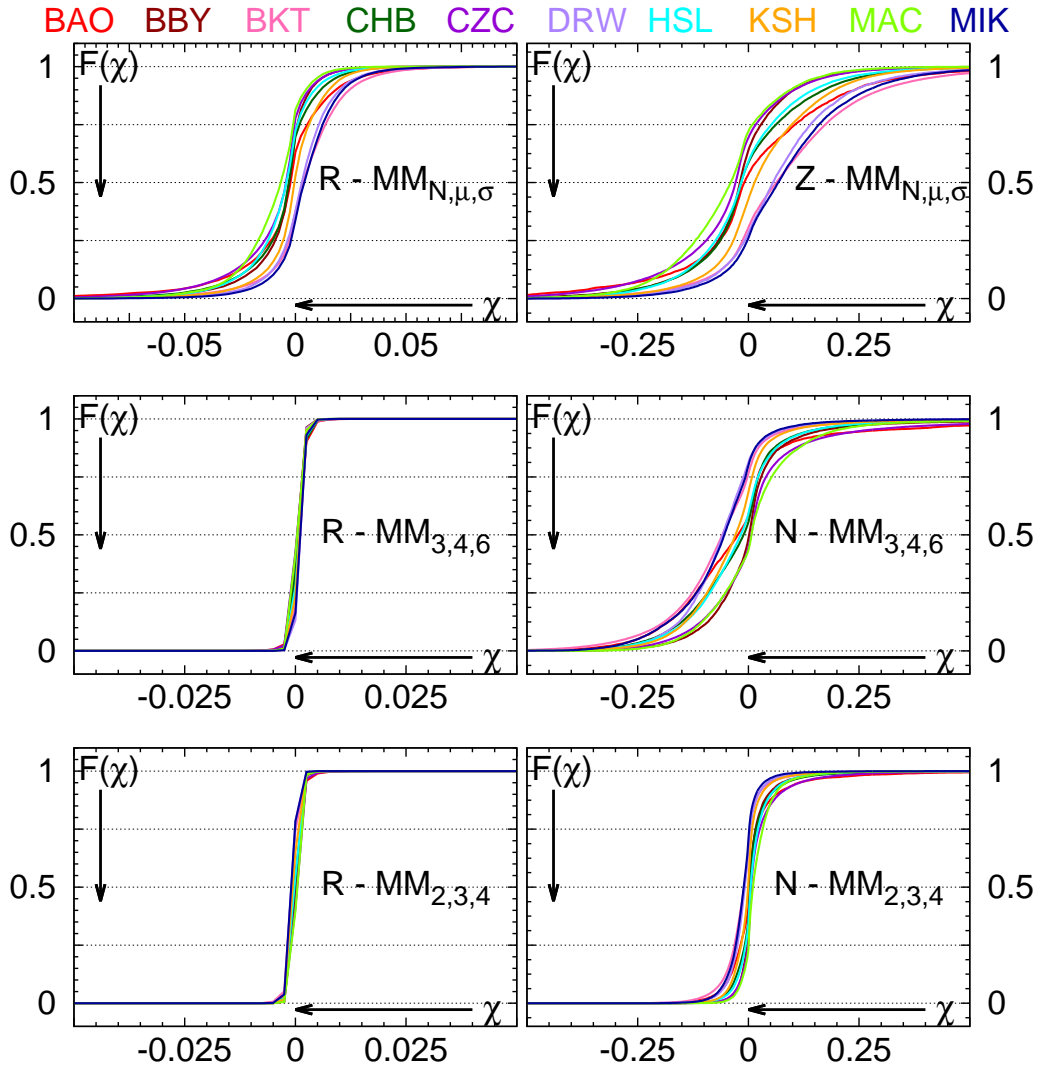 BAO BBY BKT CHB CZC DRW HSL KSH MAC MIK
F(χ) F(χ)
1 1
R - MM_{N,μ,σ} Z - MM_{N,μ,σ}
0.5 0.5
0 0
χ χ
-0.05 0 0.05 -0.25 0 0.25
F(χ) F(χ)
1 1
R - MM_{3,4,6} N - MM_{3,4,6}
0.5 0.5
0 0
χ χ
-0.025 0 0.025 -0.25 0 0.25
F(χ) F(χ)
1 1
R - MM_{2,3,4} N - MM_{2,3,4}
0.5 0.5
0 0
χ χ
-0.025 0 0.025 -0.25 0 0.25